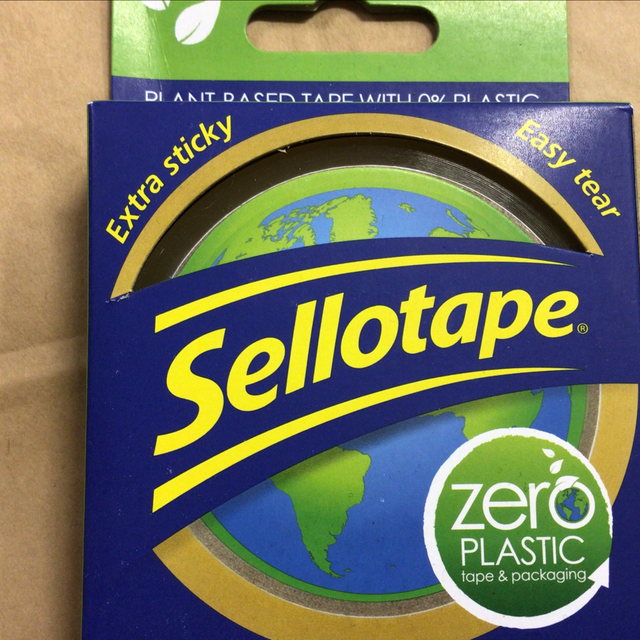 PLANT BASED TAPE WITH 0% PLASTIC
Extra sticky
Easy tear
Sellotape®
zero
PLASTIC
tape & packaging